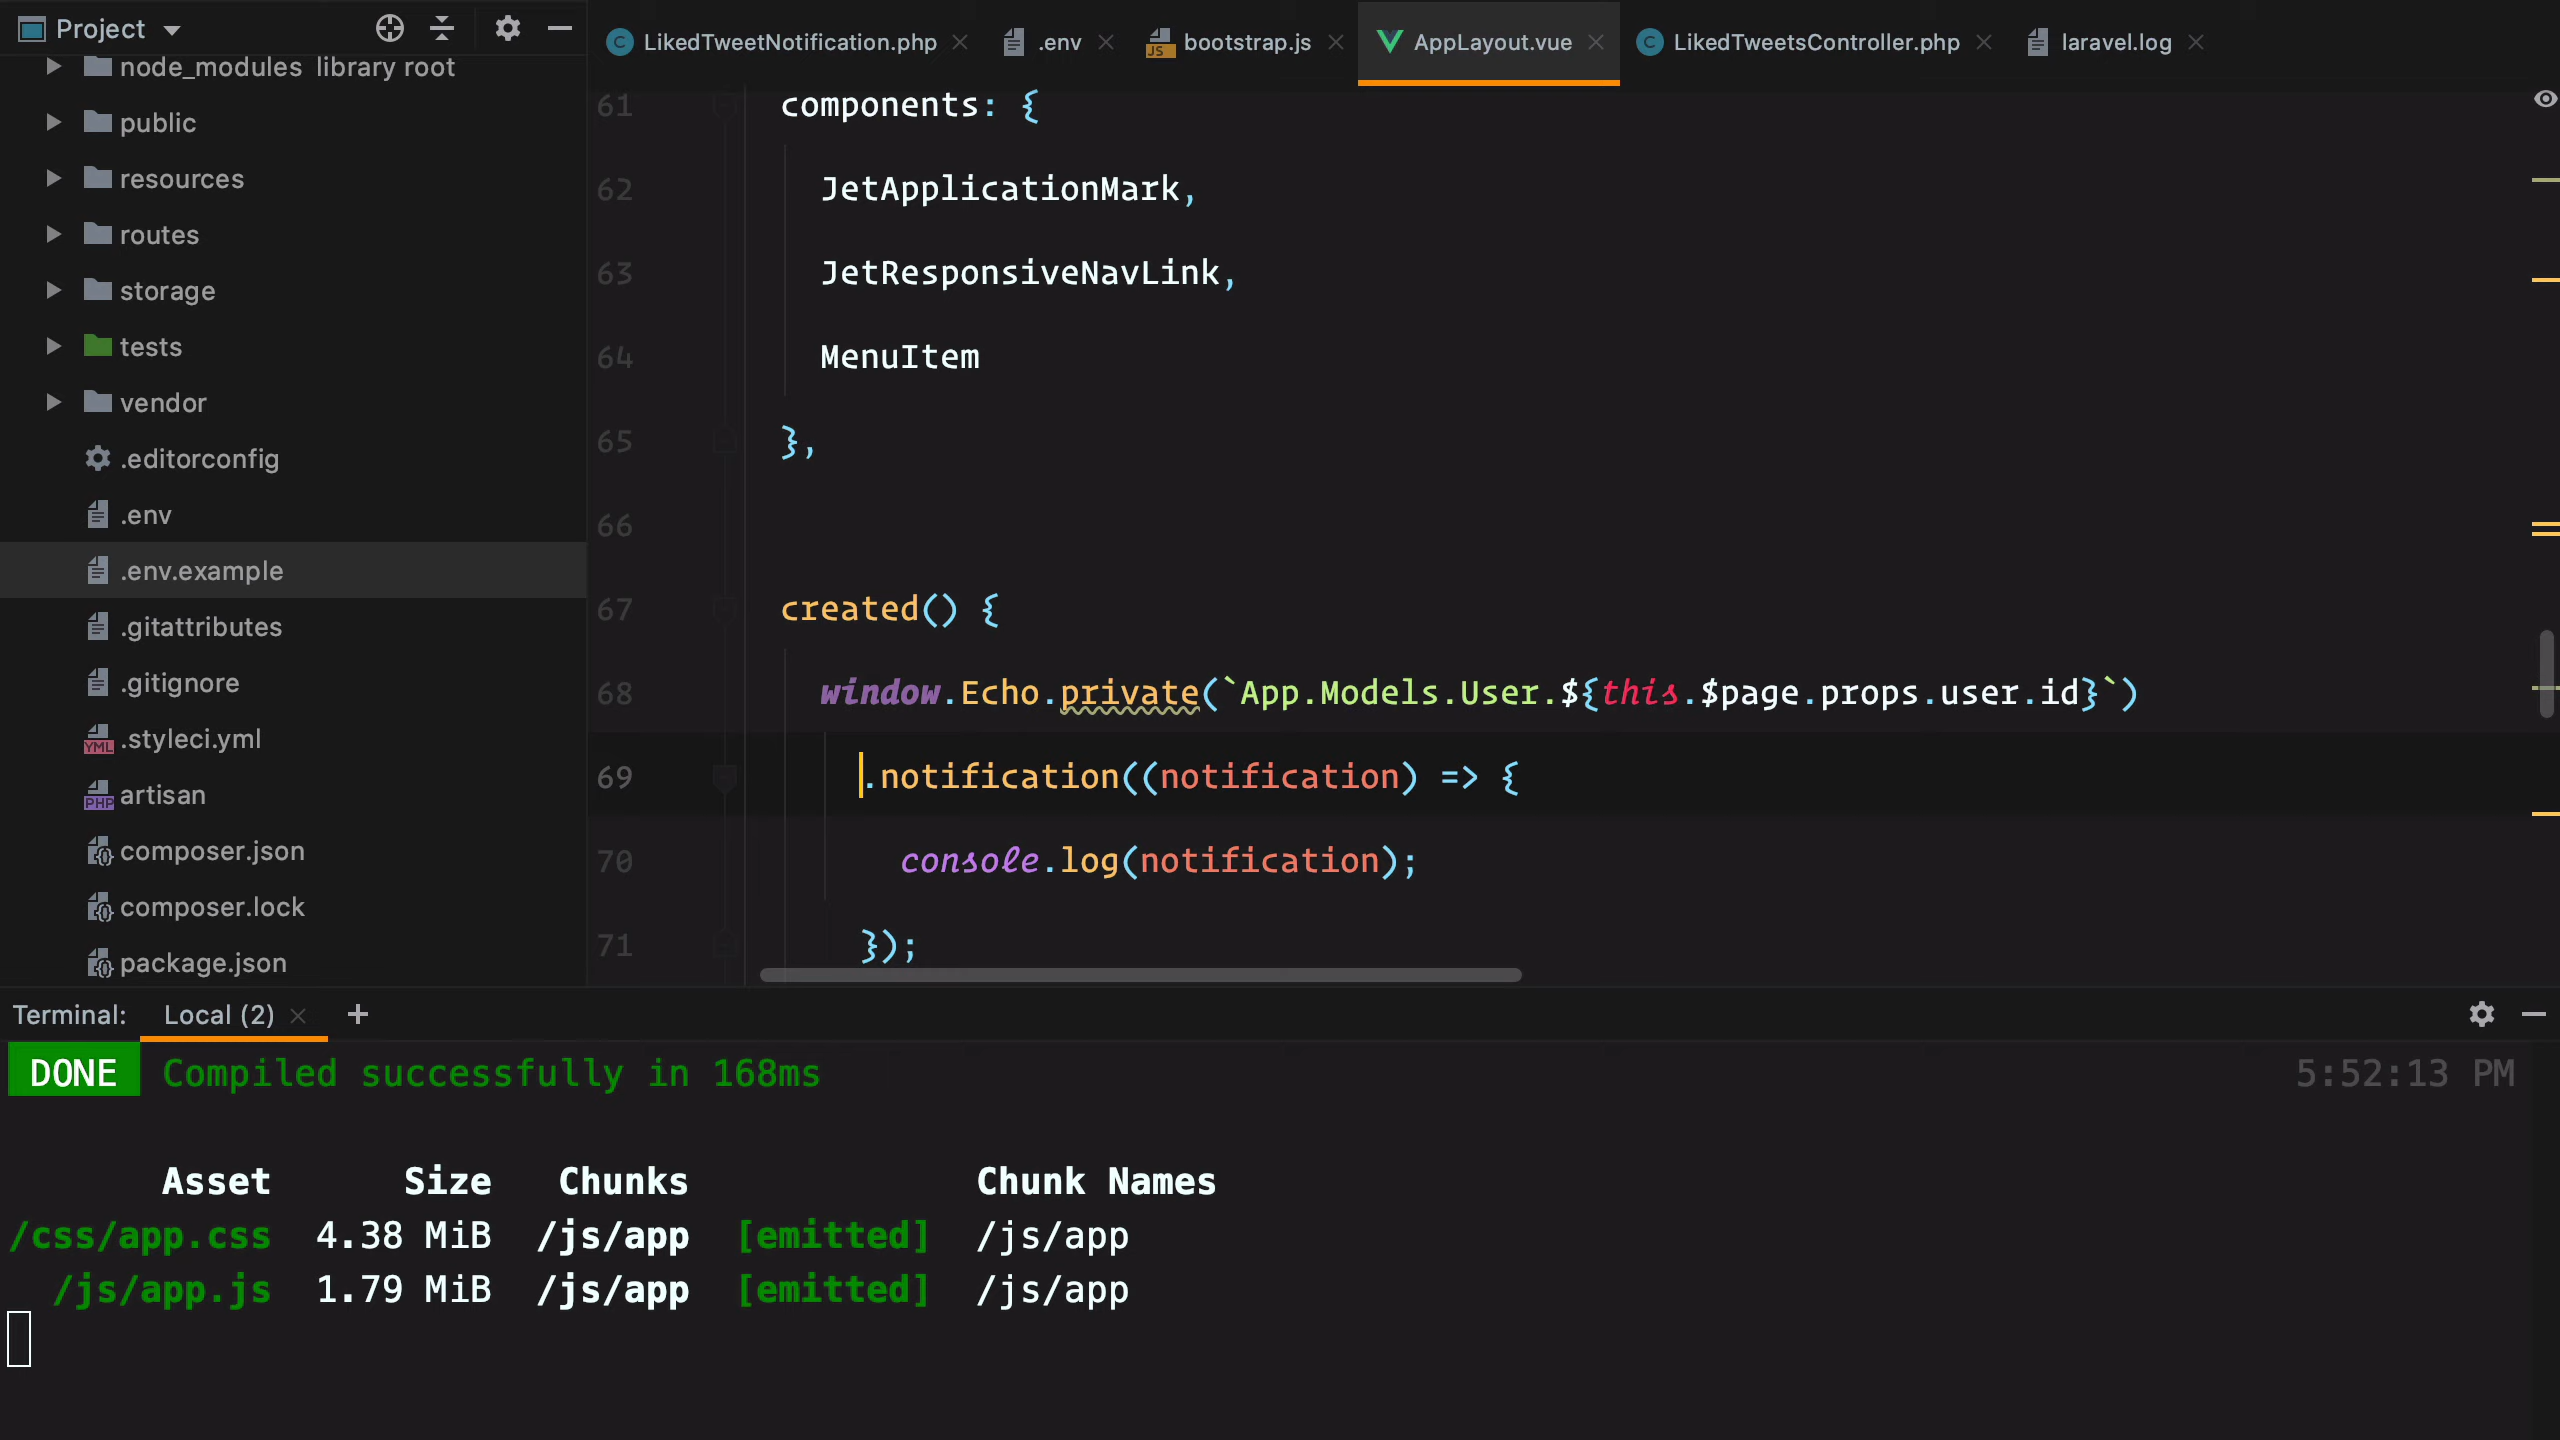 Project
node_modules library root
public
resources
routes
storage
tests
vendor
.editorconfig
.env
.env.example
.gitattributes
.gitignore
.styleci.yml
artisan
composer.json
composer.lock
package.json
LikedTweetNotification.php
.env
bootstrap.js
AppLayout.vue
LikedTweetsController.php
laravel.log
61 components: {
62 JetApplicationMark,
63 JetResponsiveNavLink,
64 MenuItem
65 },
66
67 created() {
68 window.Echo.private(`App.Models.User.${this.$page.props.user.id}`)
69 .notification((notification) => {
70 console.log(notification);
71 });
Terminal: Local (2)
DONE Compiled successfully in 168ms 5:52:13 PM
Asset Size Chunks Chunk Names
/css/app.css 4.38 MiB /js/app [emitted] /js/app
/js/app.js 1.79 MiB /js/app [emitted] /js/app